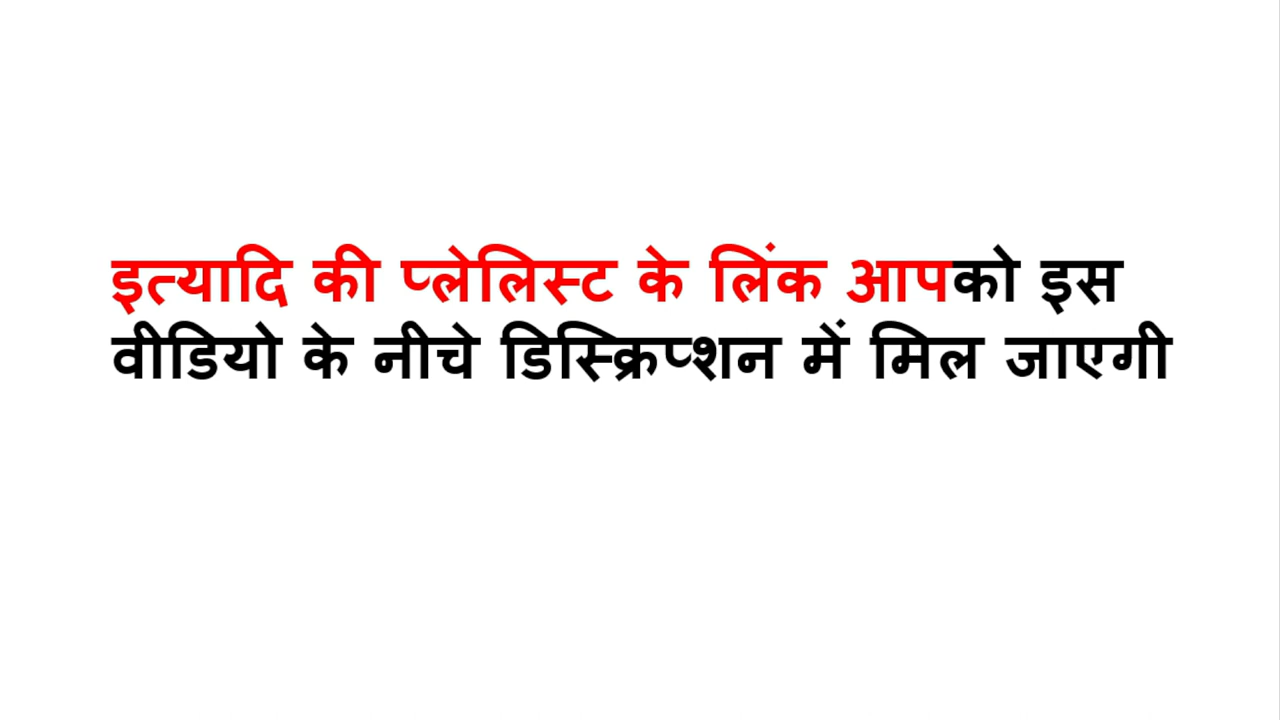 इत्यादि की प्लेलिस्ट के लिंक आपको इस
वीडियो के नीचे डिस्क्रिप्शन में मिल जाएगी